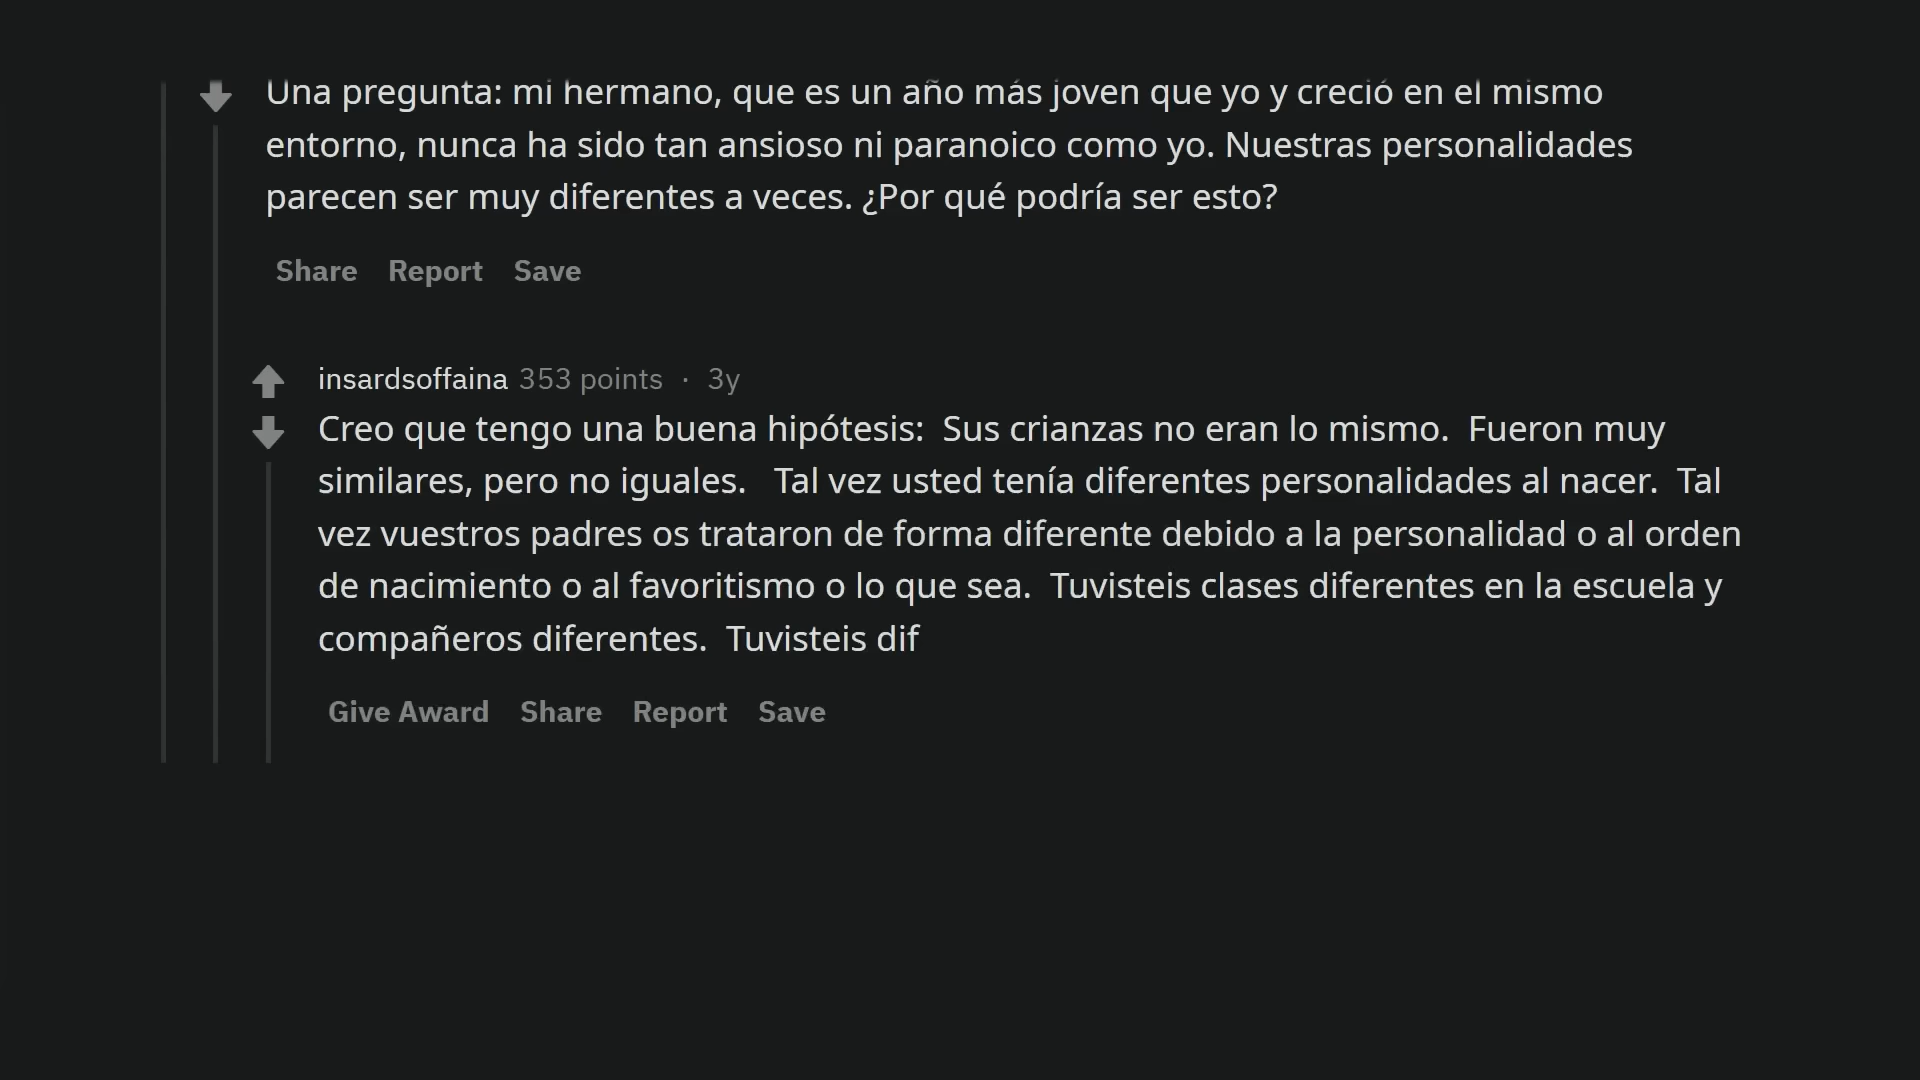 Una pregunta: mi hermano, que es un año más joven que yo y creció en el mismo
entorno, nunca ha sido tan ansioso ni paranoico como yo. Nuestras personalidades
parecen ser muy diferentes a veces. ¿Por qué podría ser esto?
Share Report Save
insardsoffaina 353 points · 3y
Creo que tengo una buena hipótesis: Sus crianzas no eran lo mismo. Fueron muy
similares, pero no iguales. Tal vez usted tenía diferentes personalidades al nacer. Tal
vez vuestros padres os trataron de forma diferente debido a la personalidad o al orden
de nacimiento o al favoritismo o lo que sea. Tuvisteis clases diferentes en la escuela y
compañeros diferentes. Tuvisteis dif
Give Award Share Report Save